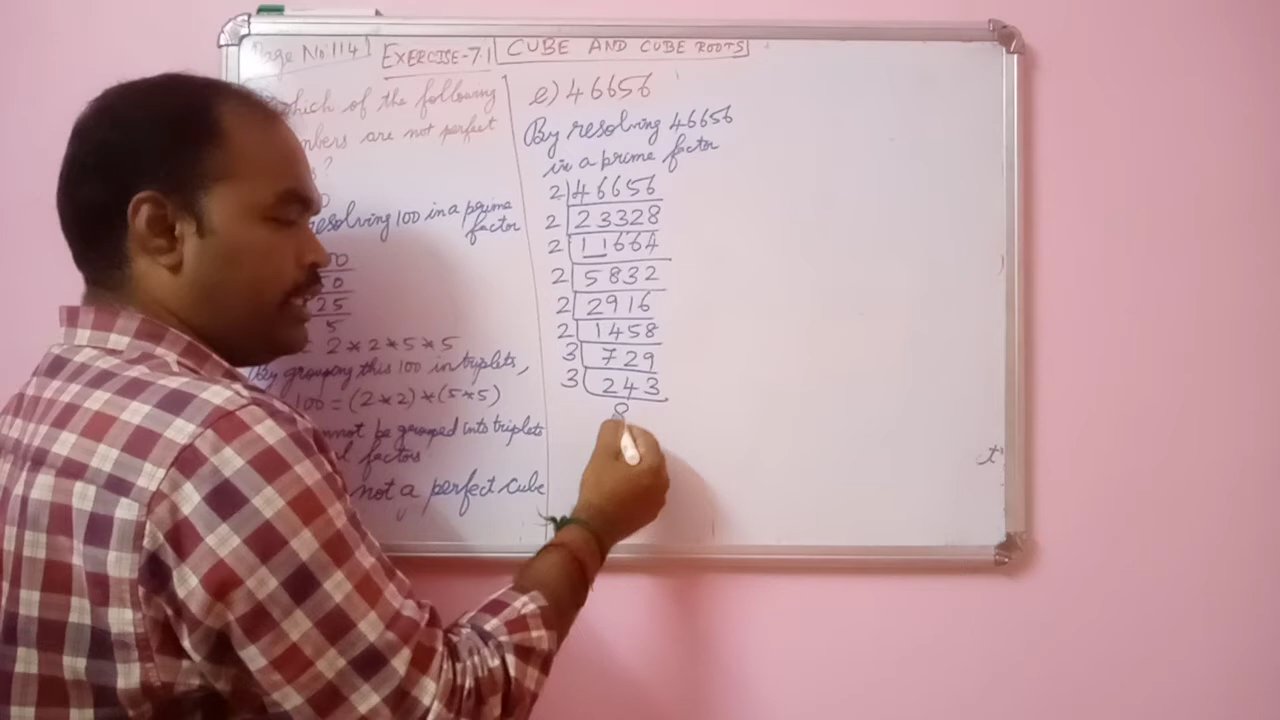 Page No 114 EXERCISE-7.1 CUBE AND CUBE ROOTS
which of the following
numbers are not perfect
?
resolving 100 in a prime
factor
50
25
5
2 * 2 * 5 * 5
By grouping this 100 in triplets,
100 = (2 * 2) * (5 * 5)
cannot be grouped into triplets
factors
not a perfect cube
e) 46656
By resolving 46656
in a prime factor
2 46656
2 23328
2 11664
2 5832
2 2916
2 1458
3 729
3 243
8
t